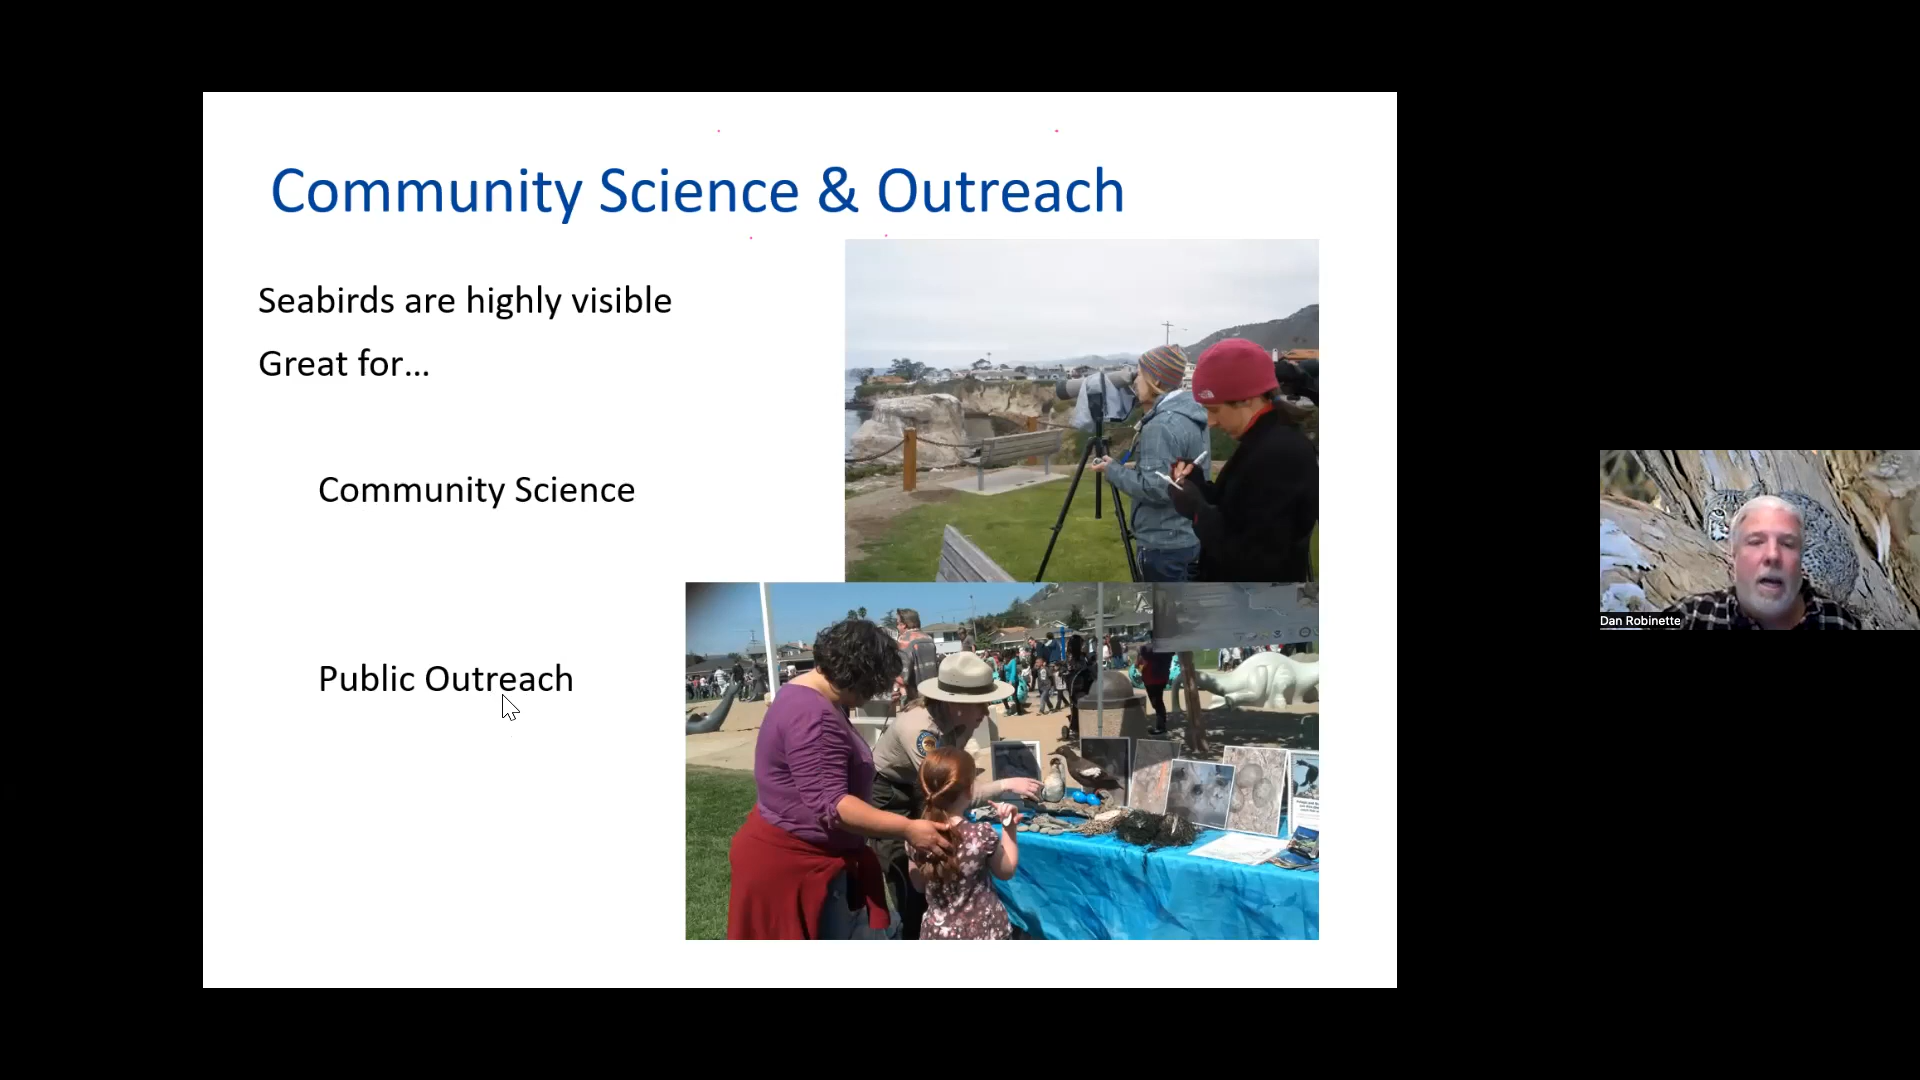 Community Science & Outreach
Seabirds are highly visible
Great for...
Community Science
Public Outreach
Dan Robinette